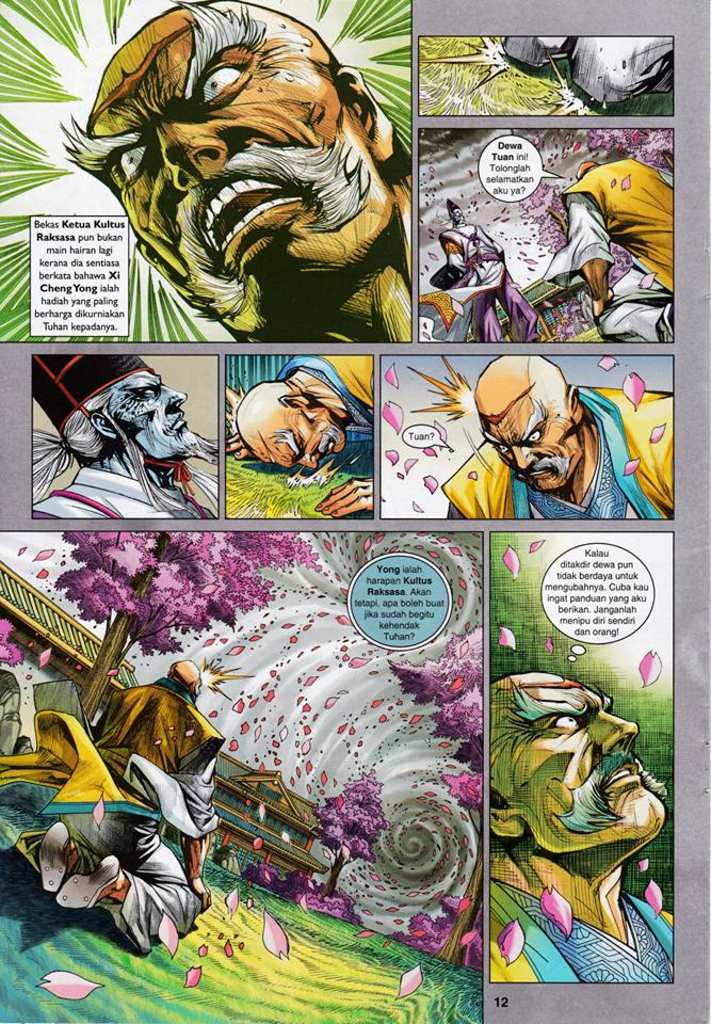 Bekas Ketua Kultus
Raksasa pun bukan
main hairan lagi
kerana dia sentiasa
berkata bahawa Xi
Cheng Yong ialah
hadiah yang paling
berharga dikurniakan
Tuhan kepadanya.
Dewa
Tuan ini!
Tolonglah
selamatkan
aku ya?
Tuan?
Yong ialah
harapan Kultus
Raksasa. Akan
tetapi, apa boleh buat
jika sudah begitu
kehendak
Tuhan?
Kalau
ditakdir dewa pun
tidak berdaya untuk
mengubahnya. Cuba kau
ingat panduan yang aku
berikan. Janganlah
menipu diri sendiri
dan orang!
12